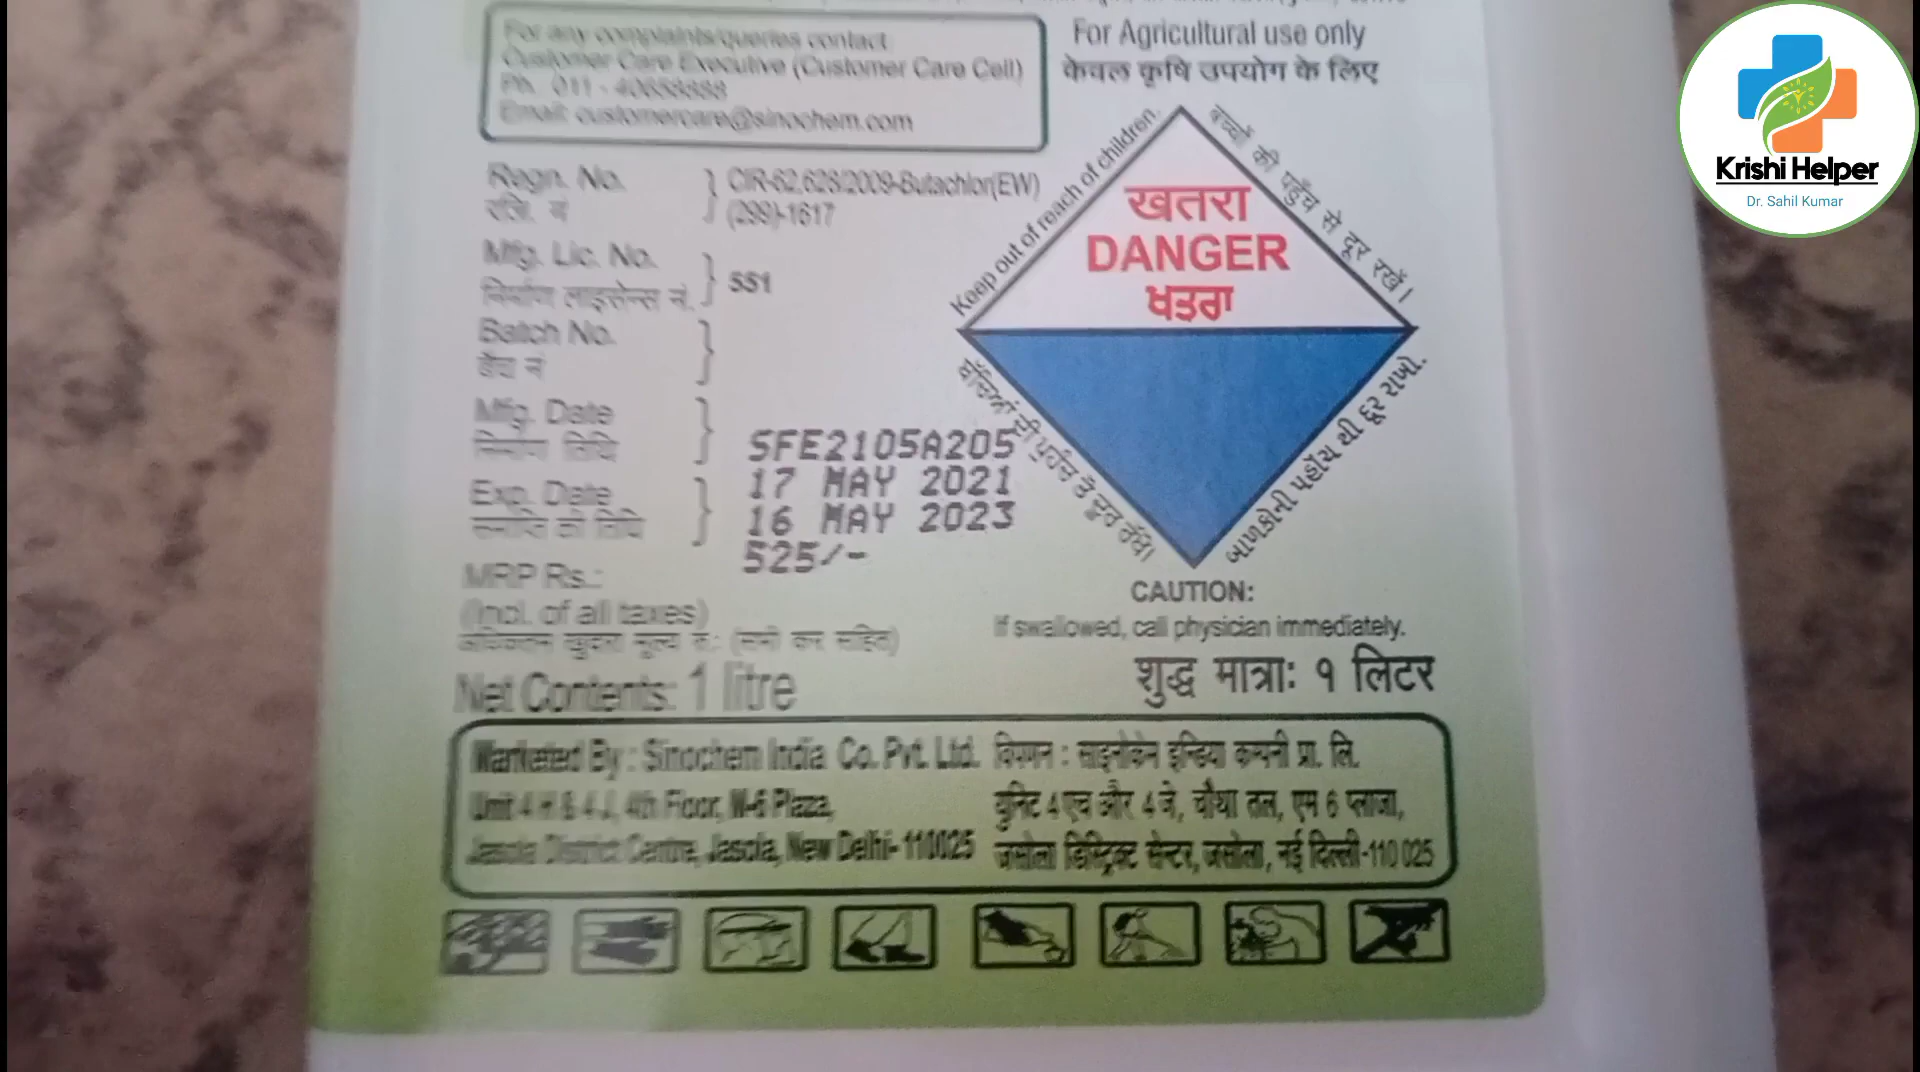 For any complaints/queries contact
Customer Care Executive (Customer Care Cell)
Ph. 011 - 40658888
Email: customercare@sinochem.com
For Agricultural use only
केवल कृषि उपयोग के लिए
Regn. No.
रजि. नं
CIR-62,628/2009-Butachlor(EW)
(299)-1617
Mfg. Lic. No.
निर्माण लाइसेन्स नं.
551
Batch No.
बैच नं
Mfg. Date
निर्माण तिथि
Exp. Date
समाप्ति की तिथि
SFE2105A205
17 MAY 2021
16 MAY 2023
525/-
MRP Rs.:
(Incl. of all taxes)
अधिकतम खुदरा मूल्य रु.: (सभी कर सहित)
Net Contents: 1 litre
Keep out of reach of children.
बच्चों की पहुँच से दूर रखें।
खतरा
DANGER
ਖਤਰਾ
ਬੱਚਿਆਂ ਦੀ ਪਹੁੰਚ ਤੋਂ ਦੂਰ ਰੱਖੋ।
બાળકોની પહોંચ થી દૂર રાખો.
CAUTION:
If swallowed, call physician immediately.
शुद्ध मात्राः १ लिटर
Marketed By : Sinochem India Co. Pvt. Ltd.
Unit 4 H & 4 J, 4th Floor, M-6 Plaza,
Jasola District Centre, Jasola, New Delhi- 110025
विपणन : साइनोकेम इन्डिया कम्पनी प्रा. लि.
युनिट 4 एच और 4 जे, चौथा तल, एम 6 प्लाजा,
जसोला डिस्ट्रिक्ट सेन्टर, जसोला, नई दिल्ली-110 025
Krishi Helper
Dr. Sahil Kumar